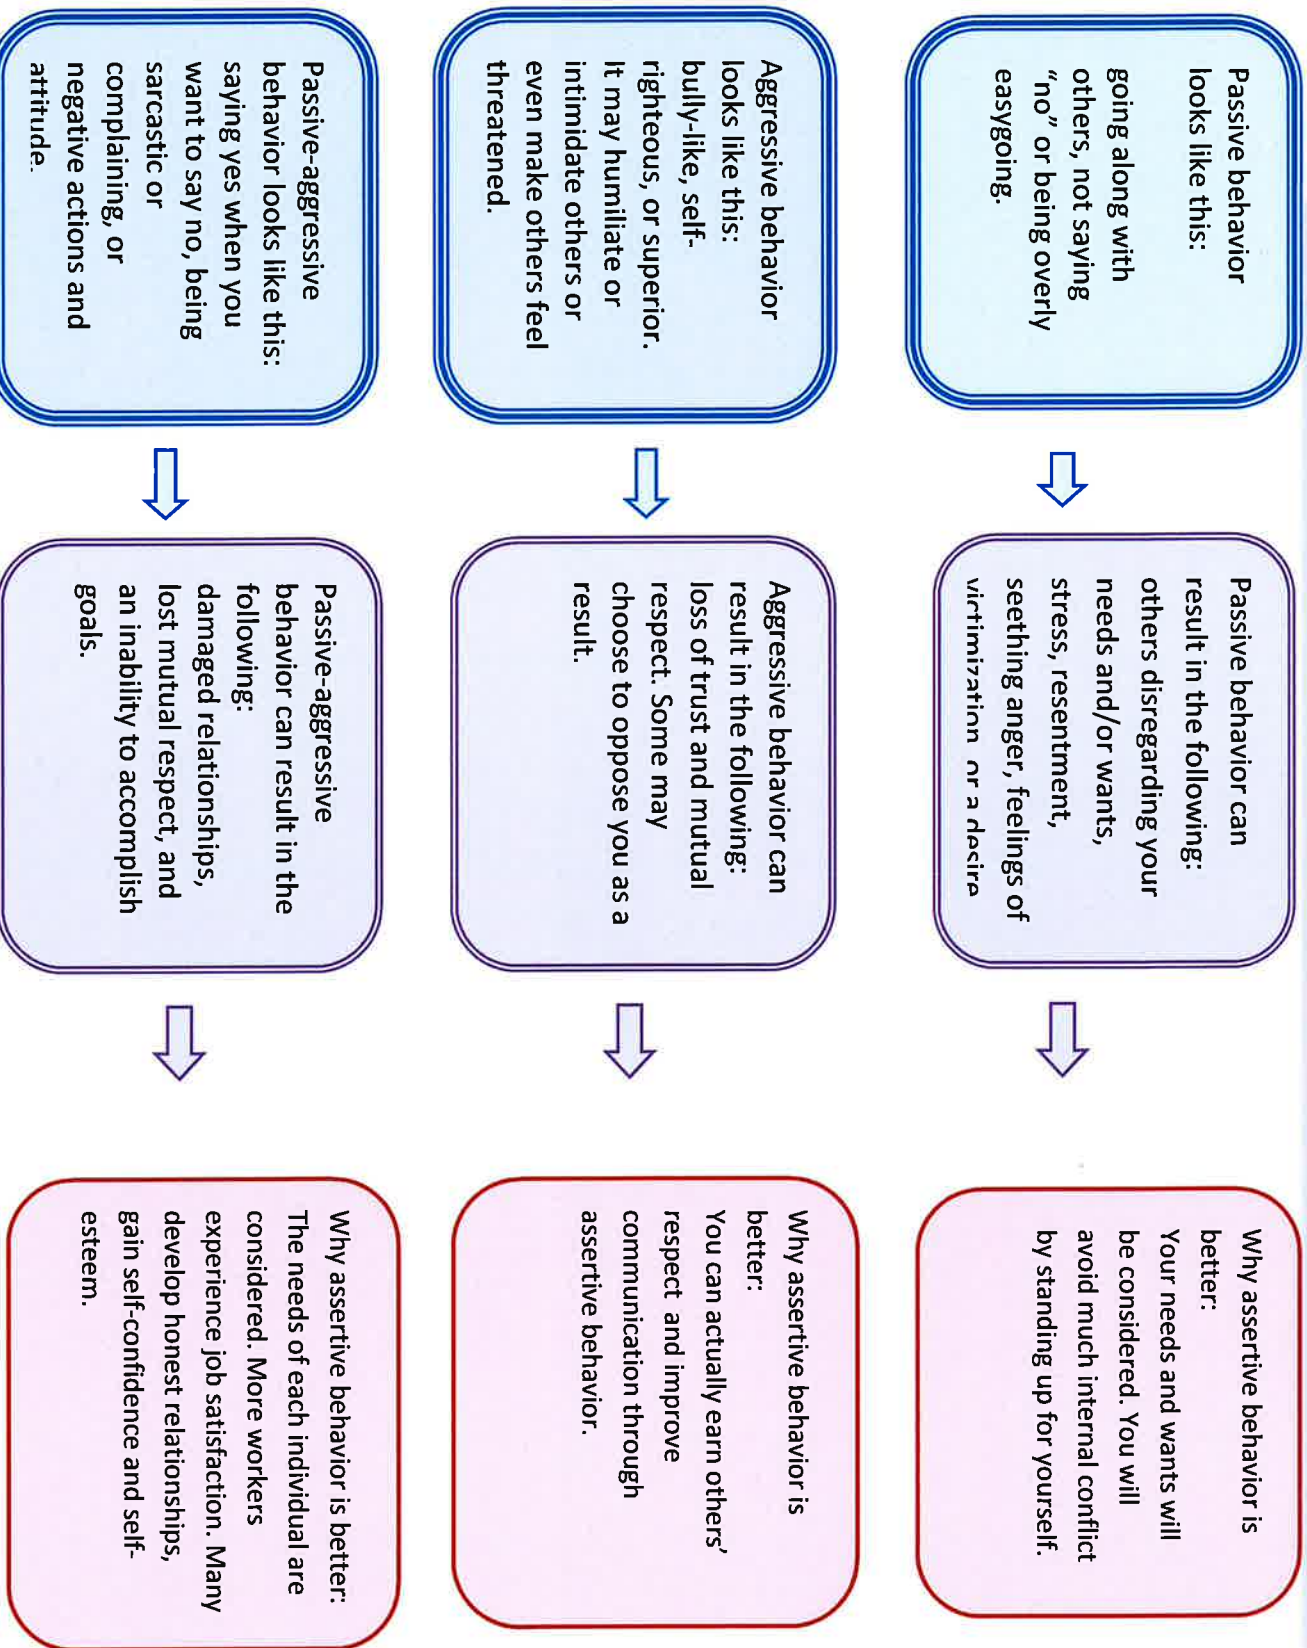 Passive behavior
looks like this:
going along with
others, not saying
“no” or being overly
easygoing.
Passive behavior can
result in the following:
others disregarding your
needs and/or wants,
stress, resentment,
seething anger, feelings of
victimization or a desire
Why assertive behavior is
better:
Your needs and wants will
be considered. You will
avoid much internal conflict
by standing up for yourself.
Aggressive behavior
looks like this:
bully-like, self-
righteous, or superior.
It may humiliate or
intimidate others or
even make others feel
threatened.
Aggressive behavior can
result in the following:
loss of trust and mutual
respect. Some may
choose to oppose you as a
result.
Why assertive behavior is
better:
You can actually earn others’
respect and improve
communication through
assertive behavior.
Passive-aggressive
behavior looks like this:
saying yes when you
want to say no, being
sarcastic or
complaining, or
negative actions and
attitude.
Passive-aggressive
behavior can result in the
following:
damaged relationships,
lost mutual respect, and
an inability to accomplish
goals.
Why assertive behavior is better:
The needs of each individual are
considered. More workers
experience job satisfaction. Many
develop honest relationships,
gain self-confidence and self-
esteem.